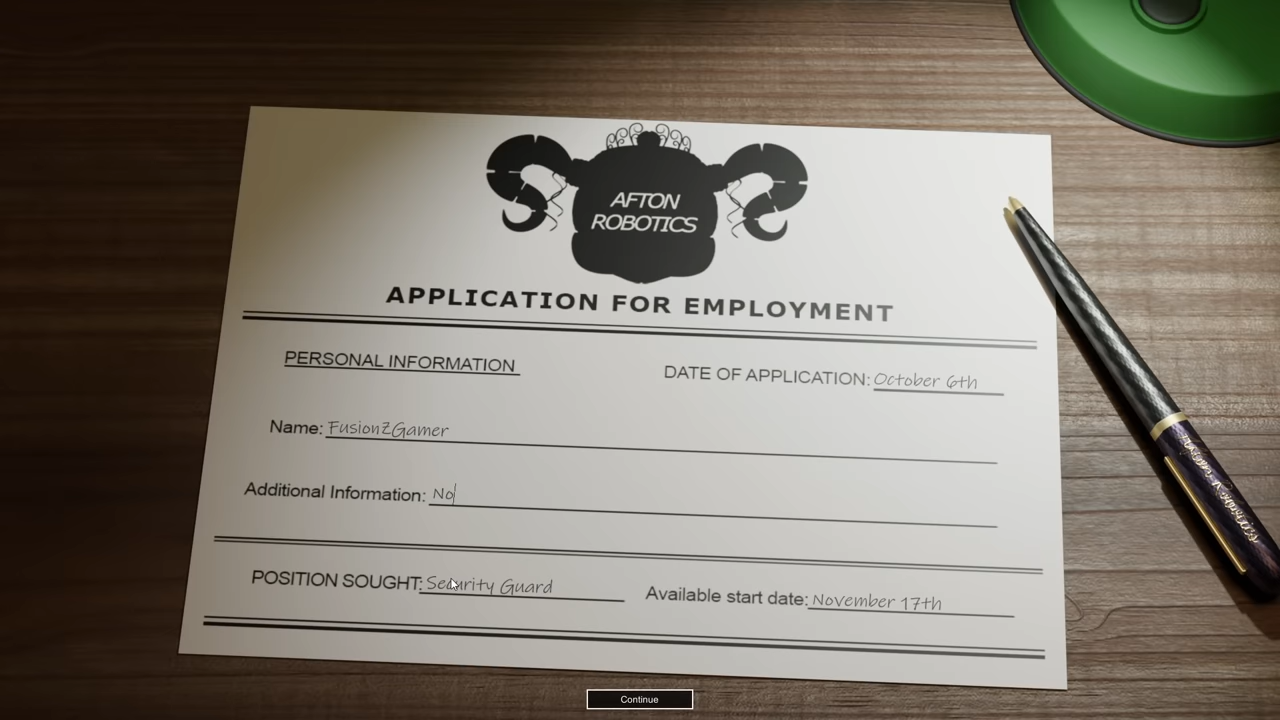 AFTON
ROBOTICS
APPLICATION FOR EMPLOYMENT
PERSONAL INFORMATION
DATE OF APPLICATION: October 6th
Name: FusionZGamer
Additional Information: No
POSITION SOUGHT: Security Guard
Available start date: November 17th
Continue